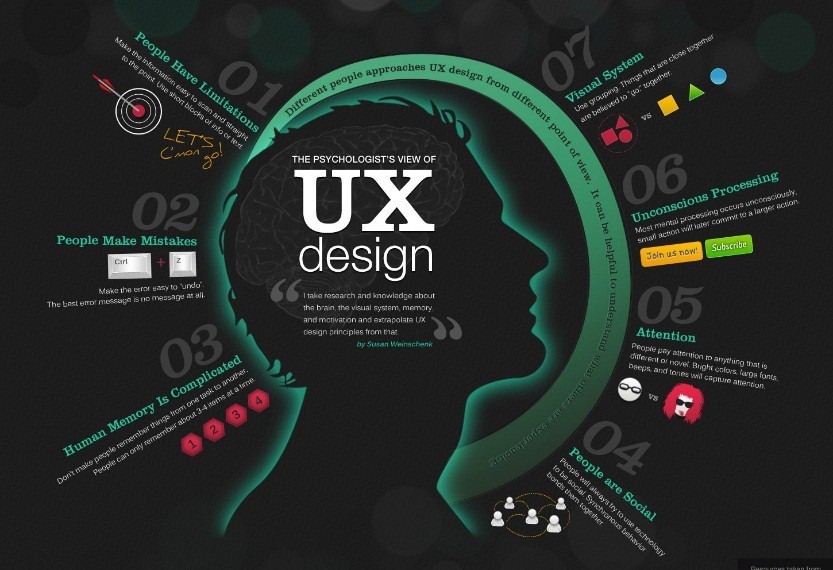 Different people approaches UX design from different point of view. It can be helpful to understand what other
THE PSYCHOLOGIST'S VIEW OF
UX
design
“ I take research and knowledge about
the brain, the visual system, memory
and motivation and extrapolate UX
design principles from that ”
by Susan Weinschenk
01
People Have Limitations
Make the information easy to scan and straight
to the point. Use short blocks of info or text.
LET'S
C'mon go!
02
People Make Mistakes
Ctrl + Z
Make the error easy to "undo".
The best error message is no message at all.
03
Human Memory Is Complicated
Don't make people remember things from one task to another,
People can only remember about 3-4 items at a time.
1 2 3 4
04
People are Social
People will always try to use technology
to be social. Synchronous behavior
bonds them together
05
Attention
People pay attention to anything that is
different or novel. Bright colors, large fonts,
beeps, and tones will capture attention.
vs
06
Unconscious Processing
Most mental processing occurs unconsciously,
small action will later commit to a larger action.
Join us now! Subscribe
07
Visual System
Use grouping. Things that are close together
are believed to "go" together.
vs